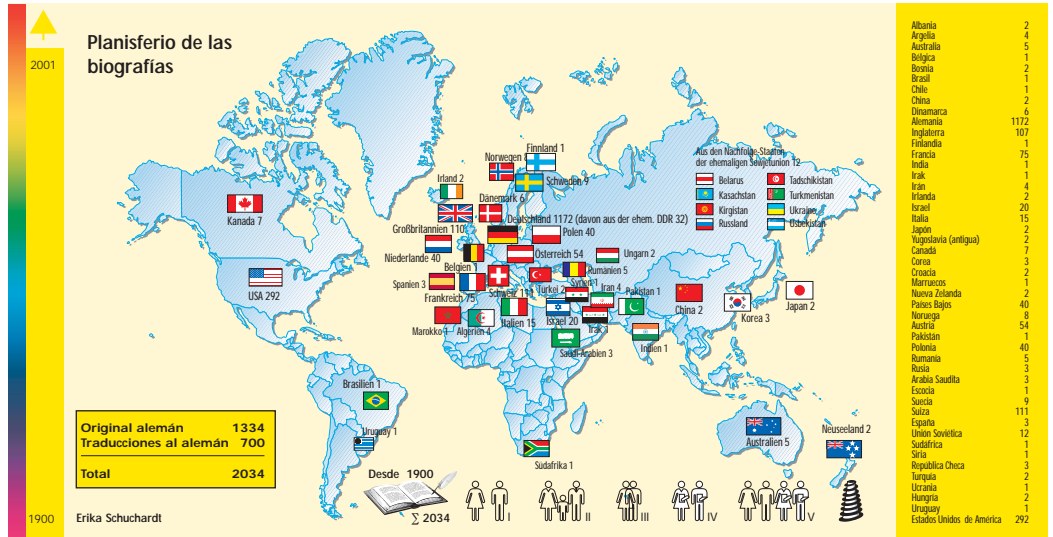 2001
1900
Planisferio de las
biografías
Finnland 1
Norwegen 8
Schweden 9
Irland 2
Dänemark 6
Großbritannien 110
Deutschland 1172 (davon aus der ehem. DDR 32)
Polen 40
Niederlande 40
Österreich 54
Ungarn 2
Belgien 1
Rumänien 5
Spanien 3
Frankreich 75
Schweiz 111
Türkei 2
Syrien 1
Iran 4
Pakistan 1
Marokko 1
Algerien 4
Italien 15
Israel 20
Irak 1
Saudi-Arabien 3
Indien 1
China 2
Korea 3
Japan 2
Kanada 7
USA 292
Brasilien 1
Uruguay 1
Südafrika 1
Australien 5
Neuseeland 2
Aus den Nachfolge-Staaten
der ehemaligen Sowjetunion 12
Belarus
Tadschikistan
Kasachstan
Turkmenistan
Kirgistan
Ukraine
Russland
Usbekistan
Original alemán 1334
Traducciones al alemán 700
Total 2034
Erika Schuchardt
Desde 1900
∑ 2034
I
II
III
IV
V
Albania 2
Argelia 4
Australia 5
Bélgica 1
Bosnia 2
Brasil 1
Chile 1
China 2
Dinamarca 6
Alemania 1172
Inglaterra 107
Finlandia 1
Francia 75
India 1
Irak 1
Irán 4
Irlanda 2
Israel 20
Italia 15
Japón 2
Yugoslavia (antigua) 2
Canada 7
Corea 3
Croacia 2
Marruecos 1
Nueva Zelanda 2
Países Bajos 40
Noruega 8
Austria 54
Pakistán 1
Polonia 40
Rumanía 5
Rusia 3
Arabia Saudita 3
Escocia 1
Suecia 9
Suiza 111
España 3
Unión Soviética 12
Sudáfrica 1
Siria 1
República Checa 3
Turquia 2
Ucrania 1
Hungria 2
Uruguay 1
Estados Unidos de América 292